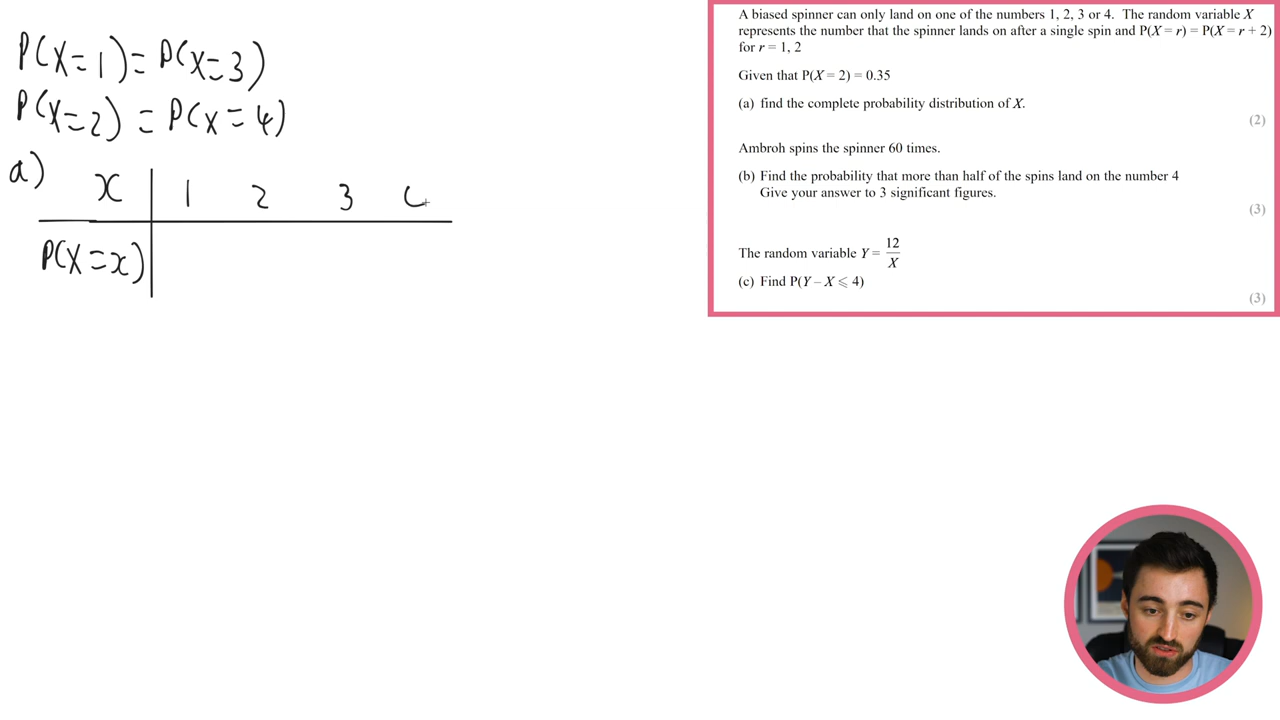 P(X=1)=P(X=3)
P(X=2)=P(X=4)
a) x 1 2 3
P(X=x)
A biased spinner can only land on one of the numbers 1, 2, 3 or 4. The random variable X
represents the number that the spinner lands on after a single spin and P(X = r) = P(X = r + 2)
for r = 1, 2
Given that P(X = 2) = 0.35
(a) find the complete probability distribution of X.
(2)
Ambroh spins the spinner 60 times.
(b) Find the probability that more than half of the spins land on the number 4
Give your answer to 3 significant figures.
(3)
The random variable Y = 12/X
(c) Find P(Y – X ⩽ 4)
(3)